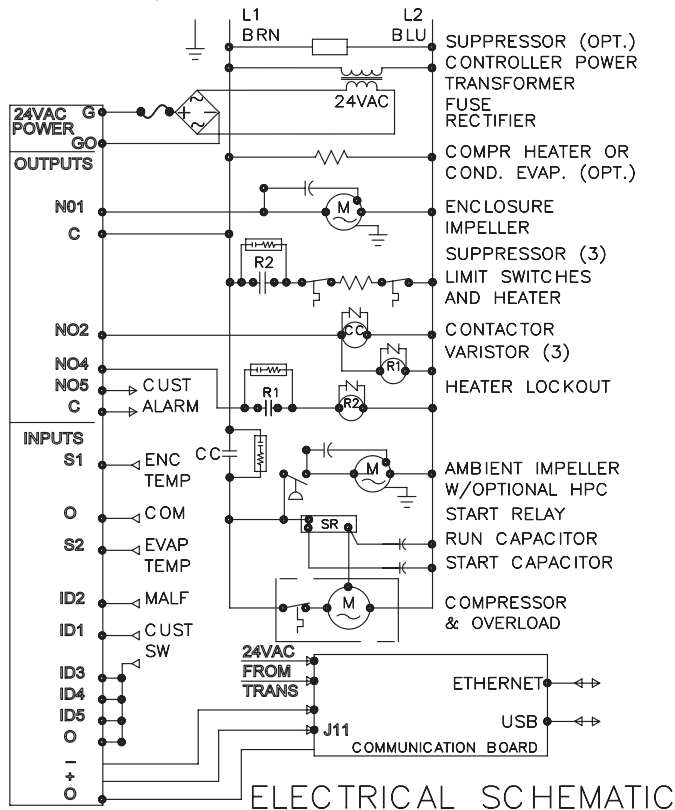 L1 L2
BRN BLU
SUPPRESSOR (OPT.)
CONTROLLER POWER
TRANSFORMER
24VAC
FUSE
RECTIFIER
24VAC G
POWER
GO
OUTPUTS
COMPR HEATER OR
COND. EVAP. (OPT.)
N01
M
ENCLOSURE
IMPELLER
C
R2
SUPPRESSOR (3)
LIMIT SWITCHES
AND HEATER
NO2
CC
CONTACTOR
VARISTOR (3)
R1
NO4
HEATER LOCKOUT
NO5 CUST
C ALARM
R1
R2
INPUTS
CC
S1 ENC
TEMP
M
AMBIENT IMPELLER
W/OPTIONAL HPC
O COM
SR
START RELAY
S2 EVAP
TEMP
RUN CAPACITOR
START CAPACITOR
ID2 MALF
M
COMPRESSOR
& OVERLOAD
ID1 CUST
SW
24VAC
FROM
TRANS
ID3
ID4
ID5
O
ETHERNET
USB
J11
COMMUNICATION BOARD
−
+
O
ELECTRICAL SCHEMATIC